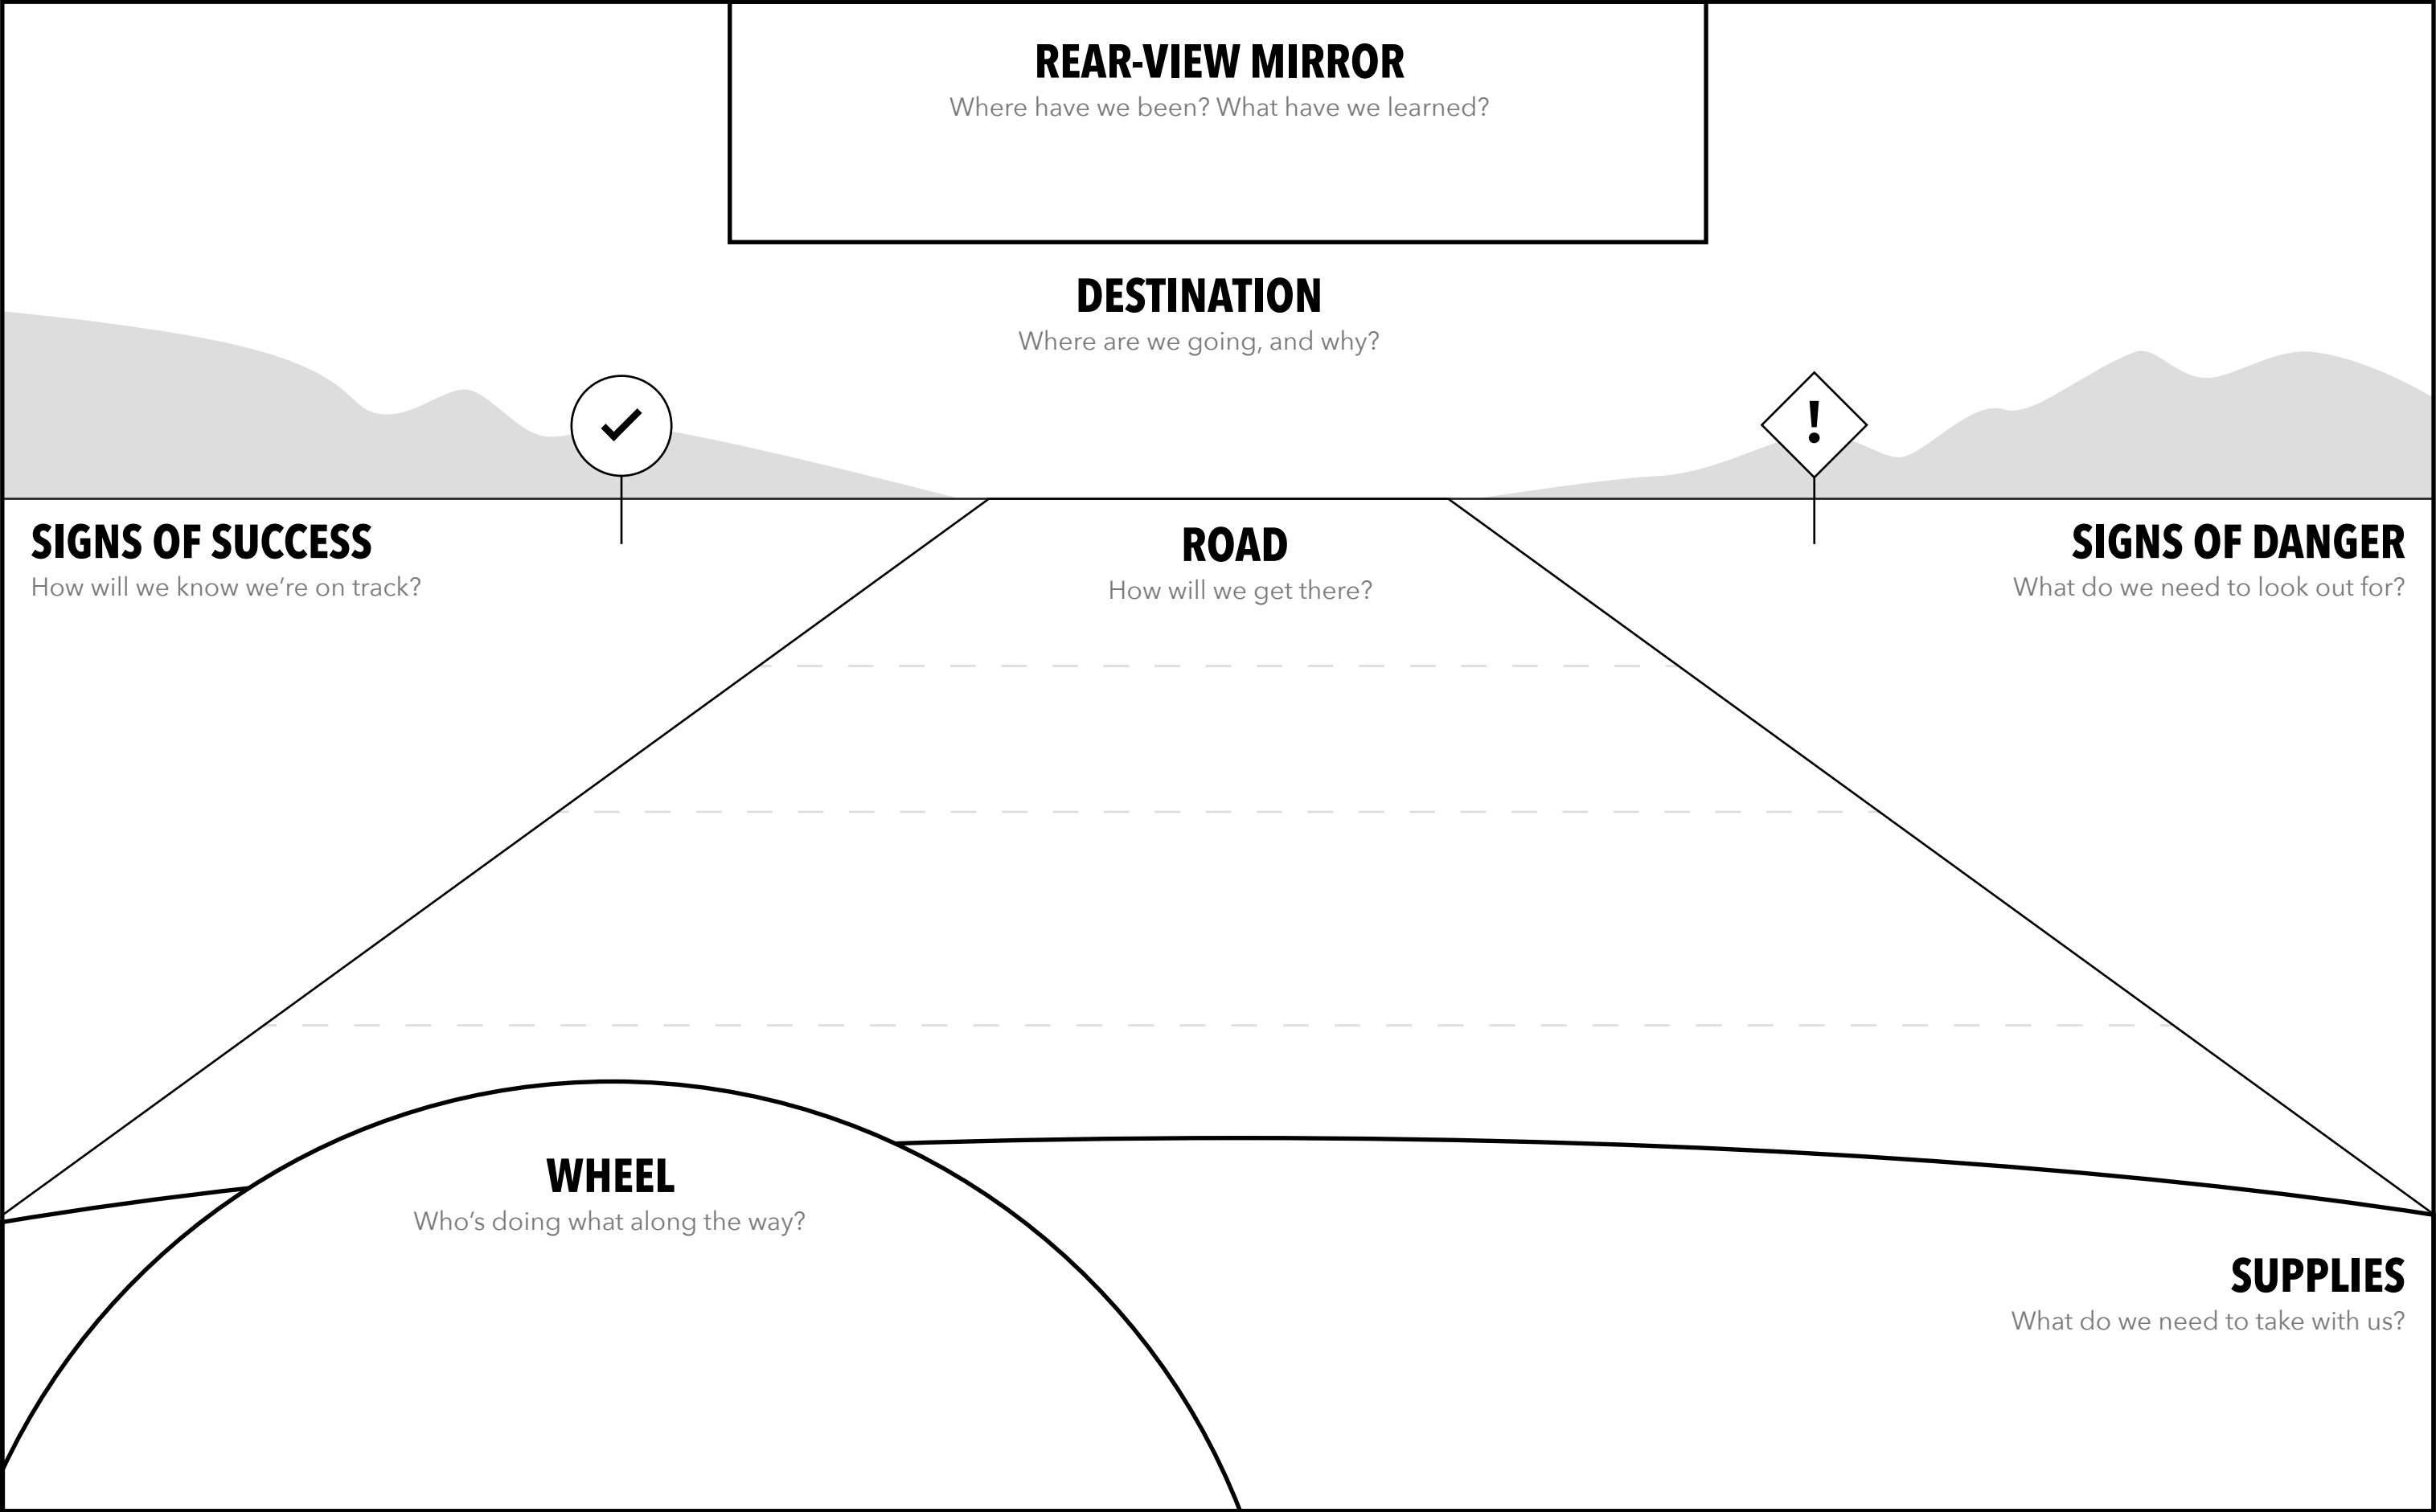 REAR-VIEW MIRROR
Where have we been? What have we learned?
DESTINATION
Where are we going, and why?
!
SIGNS OF SUCCESS
How will we know we’re on track?
ROAD
How will we get there?
SIGNS OF DANGER
What do we need to look out for?
WHEEL
Who’s doing what along the way?
SUPPLIES
What do we need to take with us?